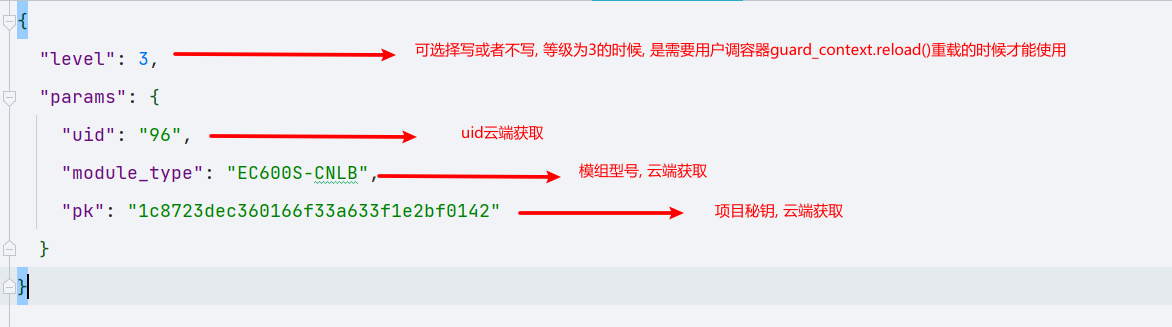 {
"level": 3, 可选择写或者不写, 等级为3的时候, 是需要用户调容器guard_context.reload()重载的时候才能使用
"params": {
"uid": "96", uid云端获取
"module_type": "EC600S-CNLB", 模组型号, 云端获取
"pk": "1c8723dec360166f33a633f1e2bf0142" 项目秘钥, 云端获取
}
}